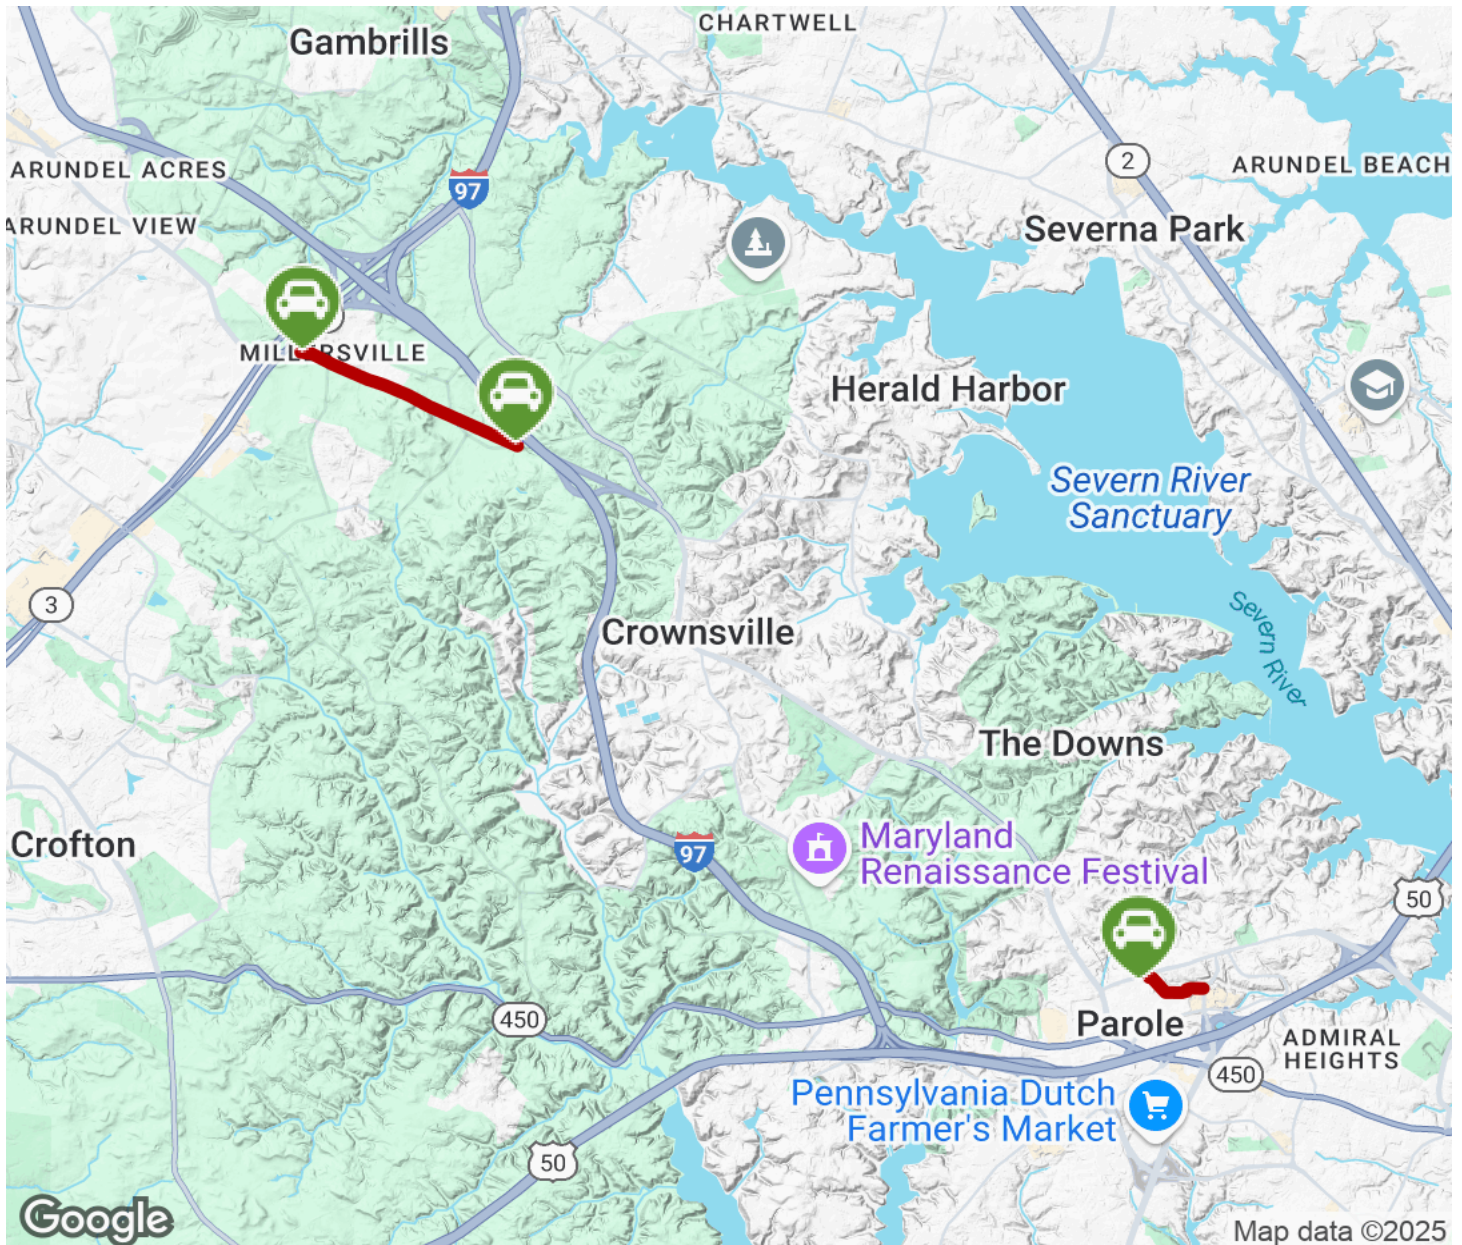 CHARTWELL
Gambrills
ARUNDEL ACRES
97
2
ARUNDEL BEACH
ARUNDEL VIEW
Severna Park
MILLERSVILLE
Herald Harbor
Severn River
Sanctuary
3
Severn River
Crownsville
The Downs
Crofton
97
Maryland
Renaissance Festival
50
450
Parole
ADMIRAL
HEIGHTS
450
Pennsylvania Dutch
Farmer's Market
50
Google
Map data ©2025